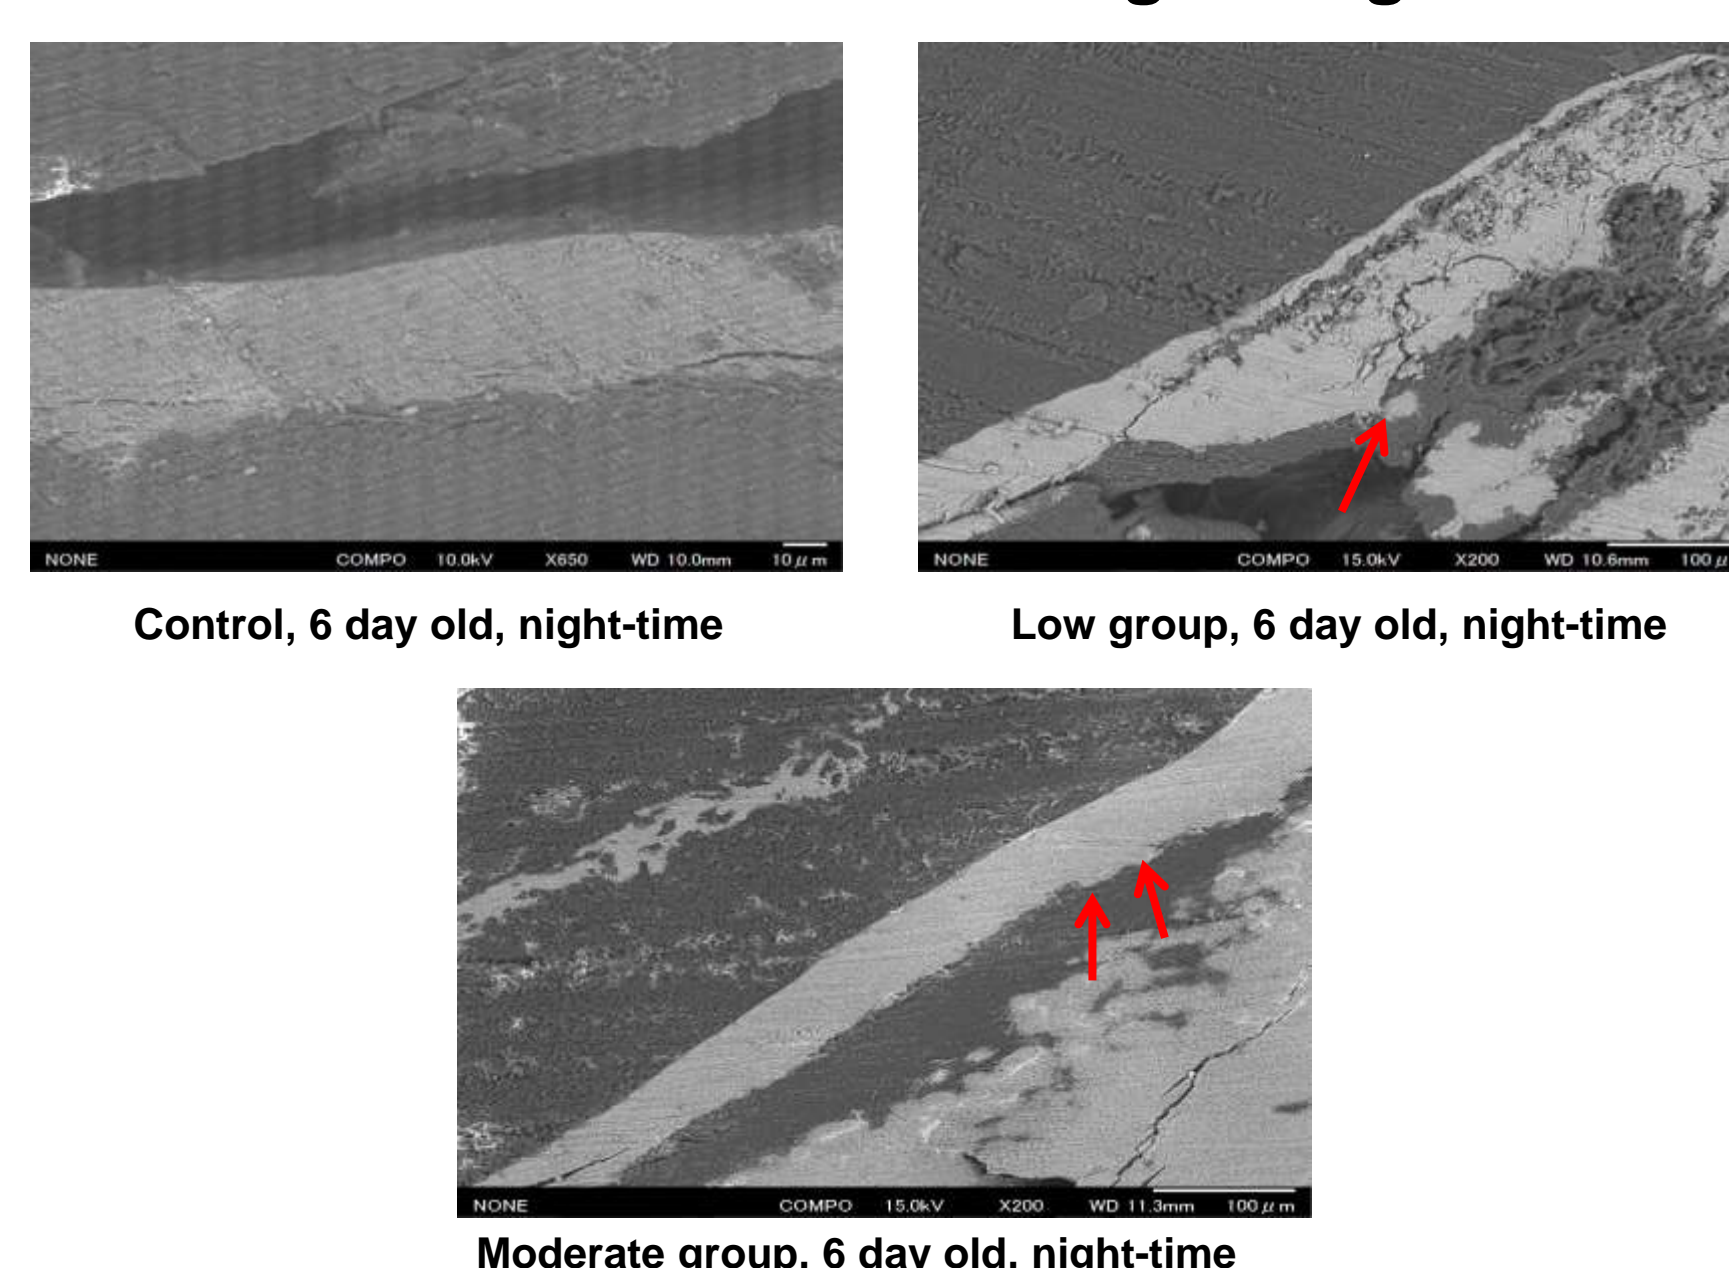 NONE COMPO 10.0kV X650 WD 10.0mm 10 μm
NONE COMPO 15.0kV X200 WD 10.6mm 100 μ
Control, 6 day old, night-time
Low group, 6 day old, night-time
NONE COMPO 15.0kV X200 WD 11.3mm 100 μm
Moderate group, 6 day old, night-time